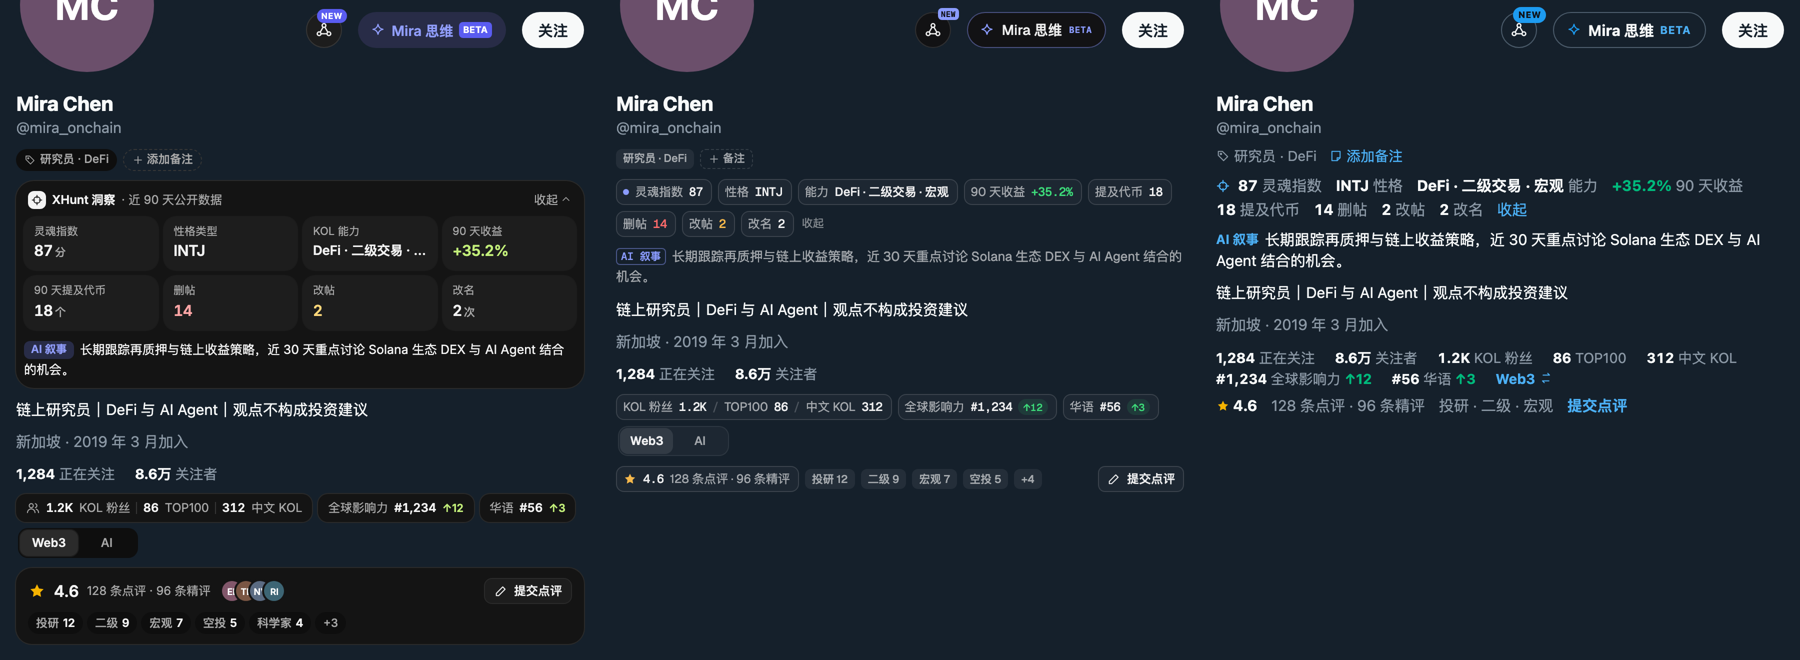 MC
NEW
Mira 思维 BETA
关注
Mira Chen
@mira_onchain
研究员 · DeFi
+ 添加备注
XHunt 洞察 · 近 90 天公开数据
收起
灵魂指数
87 分
性格类型
INTJ
KOL 能力
DeFi · 二级交易 · ...
90 天收益
+35.2%
90 天提及代币
18 个
删帖
14
改帖
2
改名
2 次
AI 叙事 长期跟踪再质押与链上收益策略，近 30 天重点讨论 Solana 生态 DEX 与 AI Agent 结合
的机会。
链上研究员｜DeFi 与 AI Agent｜观点不构成投资建议
新加坡 · 2019 年 3 月加入
1,284 正在关注 8.6万 关注者
1.2K KOL 粉丝 86 TOP100 312 中文 KOL
全球影响力 #1,234 ↑12
华语 #56 ↑3
Web3 AI
4.6 128 条点评 · 96 条精评
RI
提交点评
投研 12 二级 9 宏观 7 空投 5 科学家 4 +3
MC
NEW
Mira 思维 BETA
关注
Mira Chen
@mira_onchain
研究员 · DeFi
+ 备注
灵魂指数 87 性格 INTJ 能力 DeFi · 二级交易 · 宏观 90 天收益 +35.2% 提及代币 18
删帖 14 改帖 2 改名 2 收起
AI 叙事 长期跟踪再质押与链上收益策略，近 30 天重点讨论 Solana 生态 DEX 与 AI Agent 结合的
机会。
链上研究员｜DeFi 与 AI Agent｜观点不构成投资建议
新加坡 · 2019 年 3 月加入
1,284 正在关注 8.6万 关注者
KOL 粉丝 1.2K / TOP100 86 / 中文 KOL 312
全球影响力 #1,234 ↑12
华语 #56 ↑3
Web3 AI
4.6 128 条点评 · 96 条精评 投研 12 二级 9 宏观 7 空投 5 +4
提交点评
MC
NEW
Mira 思维 BETA
关注
Mira Chen
@mira_onchain
研究员 · DeFi 添加备注
87 灵魂指数 INTJ 性格 DeFi · 二级交易 · 宏观 能力 +35.2% 90 天收益
18 提及代币 14 删帖 2 改帖 2 改名 收起
AI 叙事 长期跟踪再质押与链上收益策略，近 30 天重点讨论 Solana 生态 DEX 与 AI
Agent 结合的机会。
链上研究员｜DeFi 与 AI Agent｜观点不构成投资建议
新加坡 · 2019 年 3 月加入
1,284 正在关注 8.6万 关注者 1.2K KOL 粉丝 86 TOP100 312 中文 KOL
#1,234 全球影响力 ↑12 #56 华语 ↑3 Web3 ⇄
4.6 128 条点评 · 96 条精评 投研 · 二级 · 宏观 提交点评